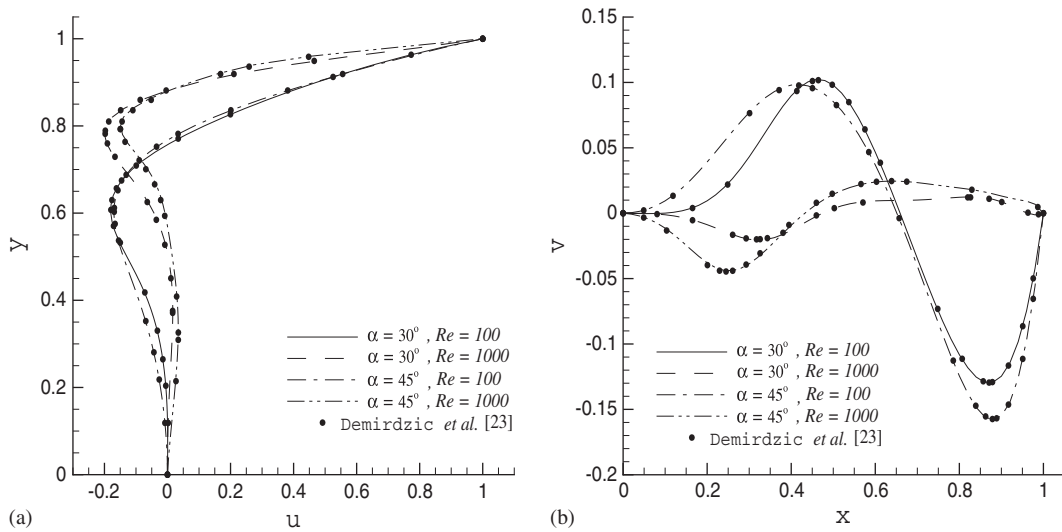 1
0.8
0.6
0.4
0.2
0
y
-0.2 0 0.2 0.4 0.6 0.8 1
u
α = 30° , Re = 100
α = 30° , Re = 1000
α = 45° , Re = 100
α = 45° , Re = 1000
Demirdzic et al. [23]
(a)
0.15
0.1
0.05
0
-0.05
-0.1
-0.15
-0.2
v
0 0.2 0.4 0.6 0.8 1
x
α = 30° , Re = 100
α = 30° , Re = 1000
α = 45° , Re = 100
α = 45° , Re = 1000
Demirdzic et al. [23]
(b)